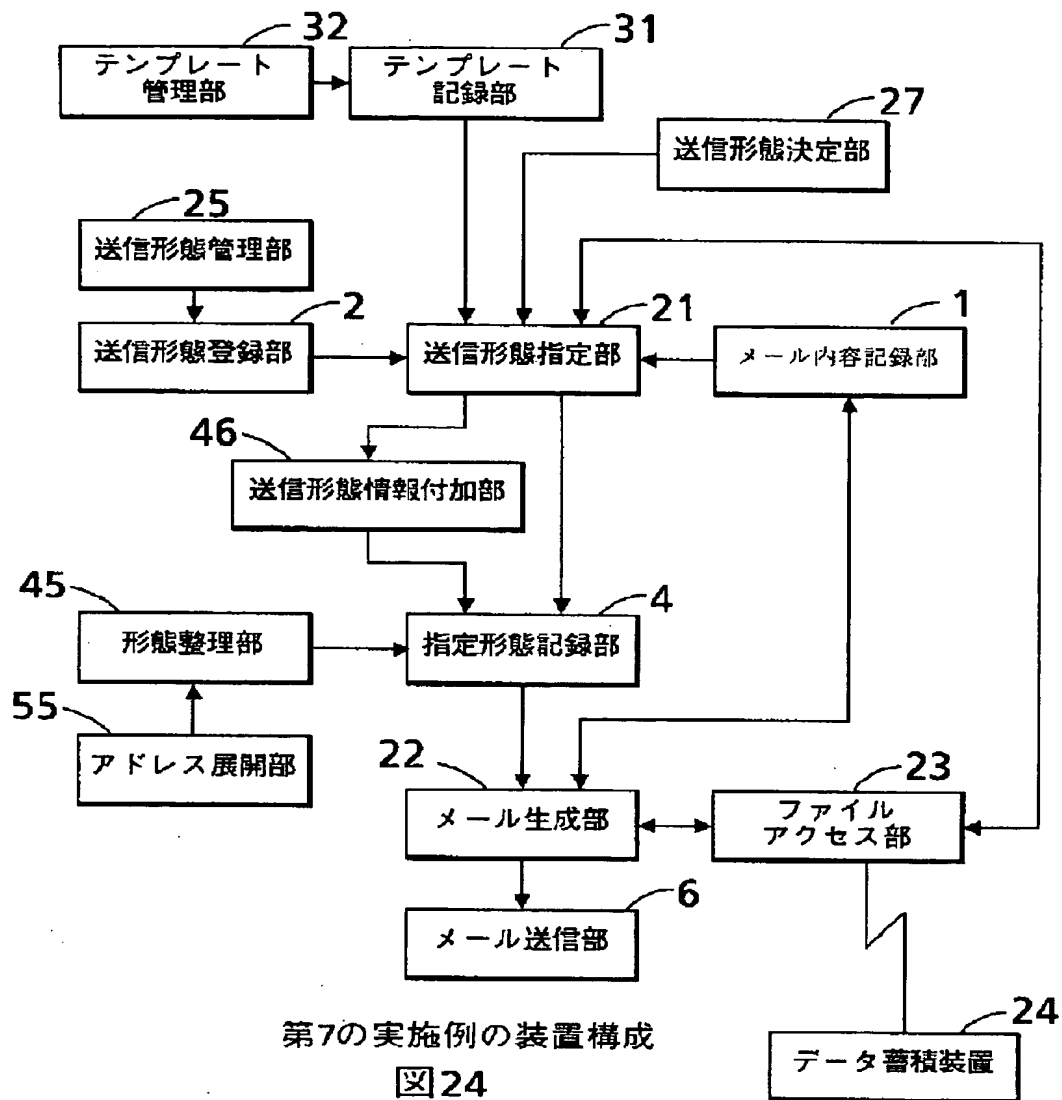 32
テンプレート
管理部
31
テンプレート
記録部
27
送信形態決定部
25
送信形態管理部
2
送信形態登録部
21
送信形態指定部
1
メール内容記録部
46
送信形態情報付加部
45
形態整理部
4
指定形態記録部
55
アドレス展開部
22
メール生成部
23
ファイル
アクセス部
6
メール送信部
24
データ蓄積装置
第7の実施例の装置構成
図24